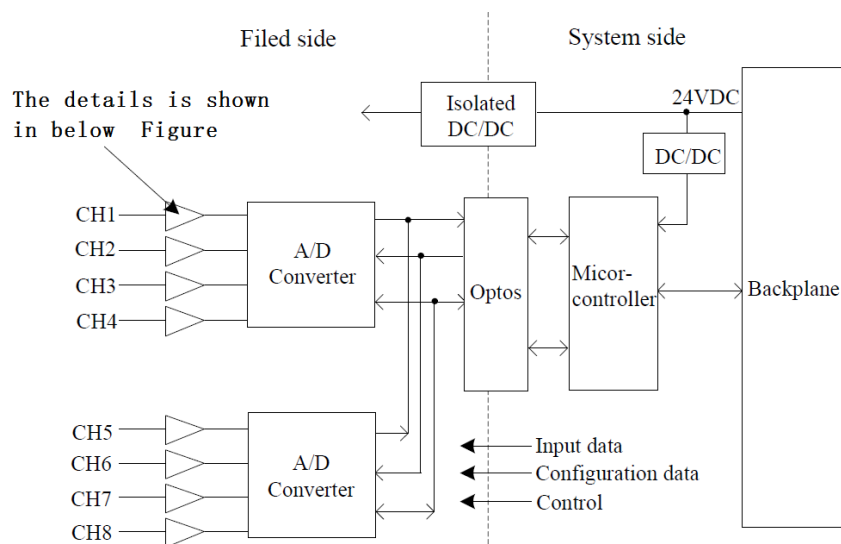 Filed side
System side
The details is shown
in below Figure
Isolated
DC/DC
24VDC
DC/DC
CH1
CH2
CH3
CH4
A/D
Converter
Optos
Micor-
controller
Backplane
CH5
CH6
CH7
CH8
A/D
Converter
Input data
Configuration data
Control